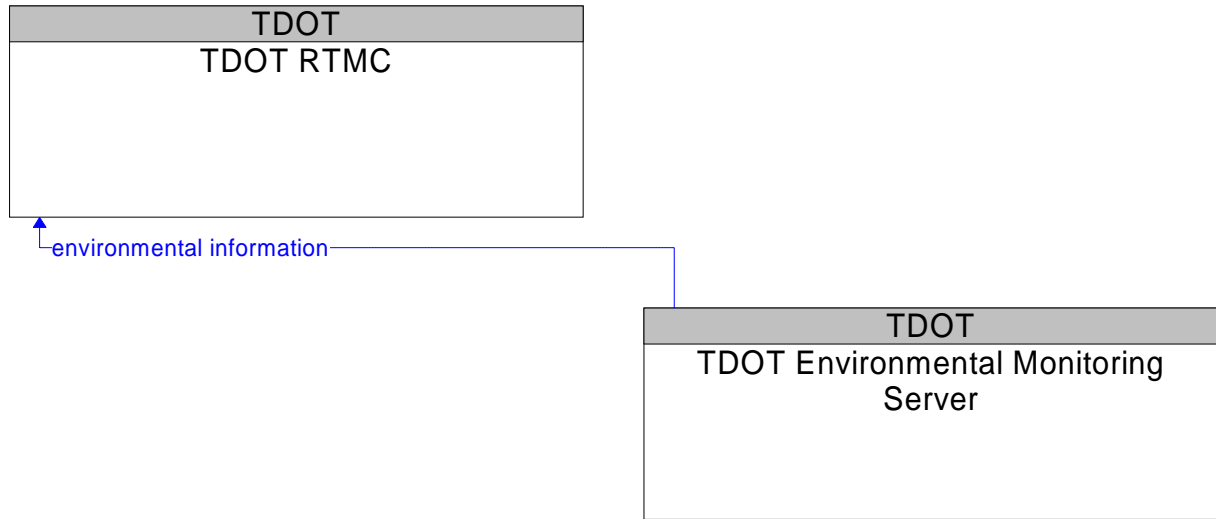 TDOT
TDOT RTMC
environmental information
TDOT
TDOT Environmental Monitoring
Server